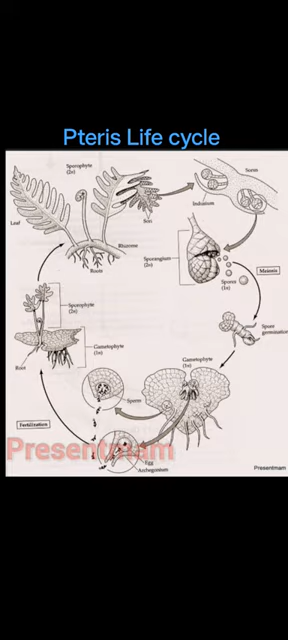 Pteris Life cycle
Sporophyte
(2n)
Sorus
Indusium
Leaf
Sori
Rhizome
Roots
Sporangium
(2n)
Spores
(1n)
Meiosis
Spore
germination
Sporophyte
(2n)
Gametophyte
(1n)
Root
Gametophyte
(1n)
Sperm
Fertilization
Egg
Archegonium
Presentmam
Presentmam